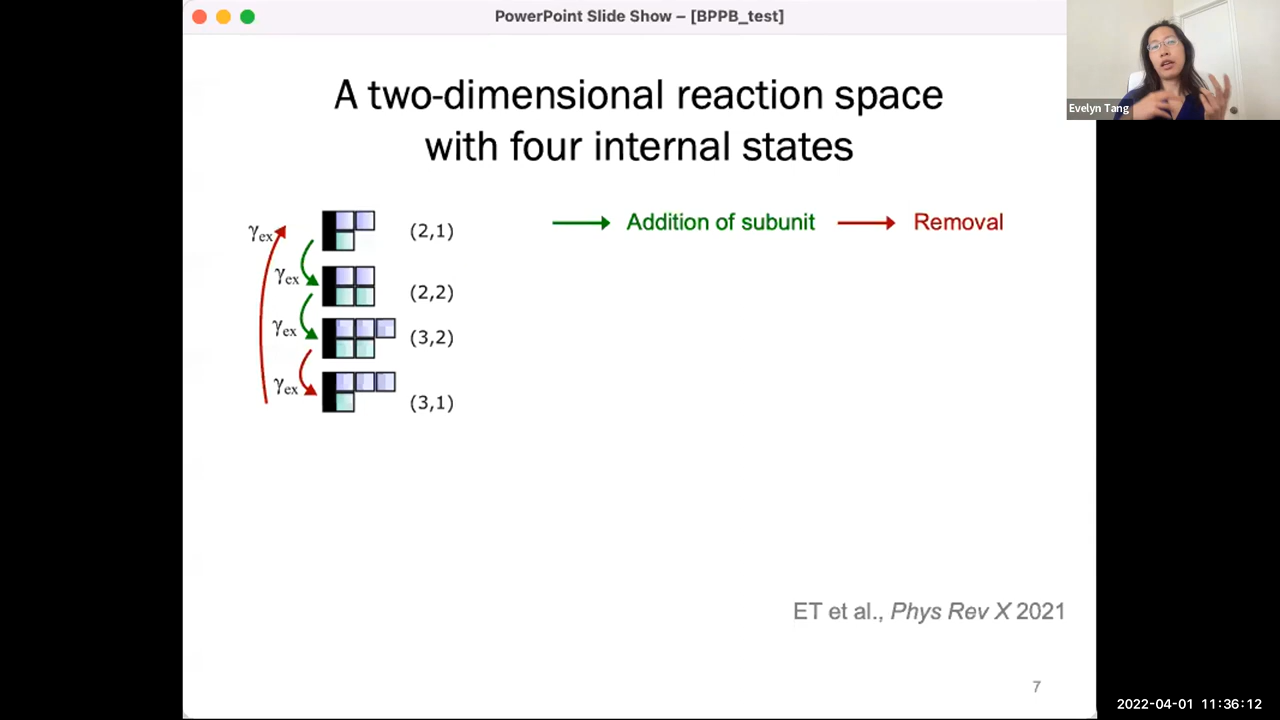 PowerPoint Slide Show – [BPPB_test]
Evelyn Tang
A two-dimensional reaction space
with four internal states
Addition of subunit
Removal
γex
(2,1)
γex
(2,2)
γex
(3,2)
γex
(3,1)
ET et al., Phys Rev X 2021
7
2022-04-01 11:36:12